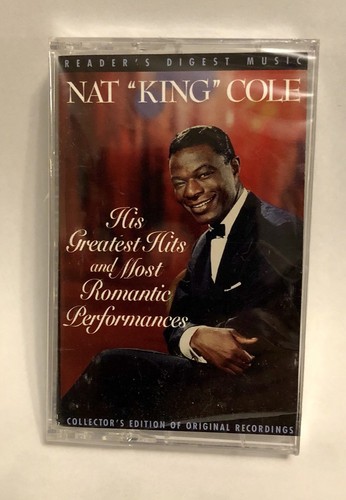 READER'S DIGEST MUSIC
NAT "KING" COLE
His
Greatest Hits
and Most
Romantic
Performances
COLLECTOR'S EDITION OF ORIGINAL RECORDINGS